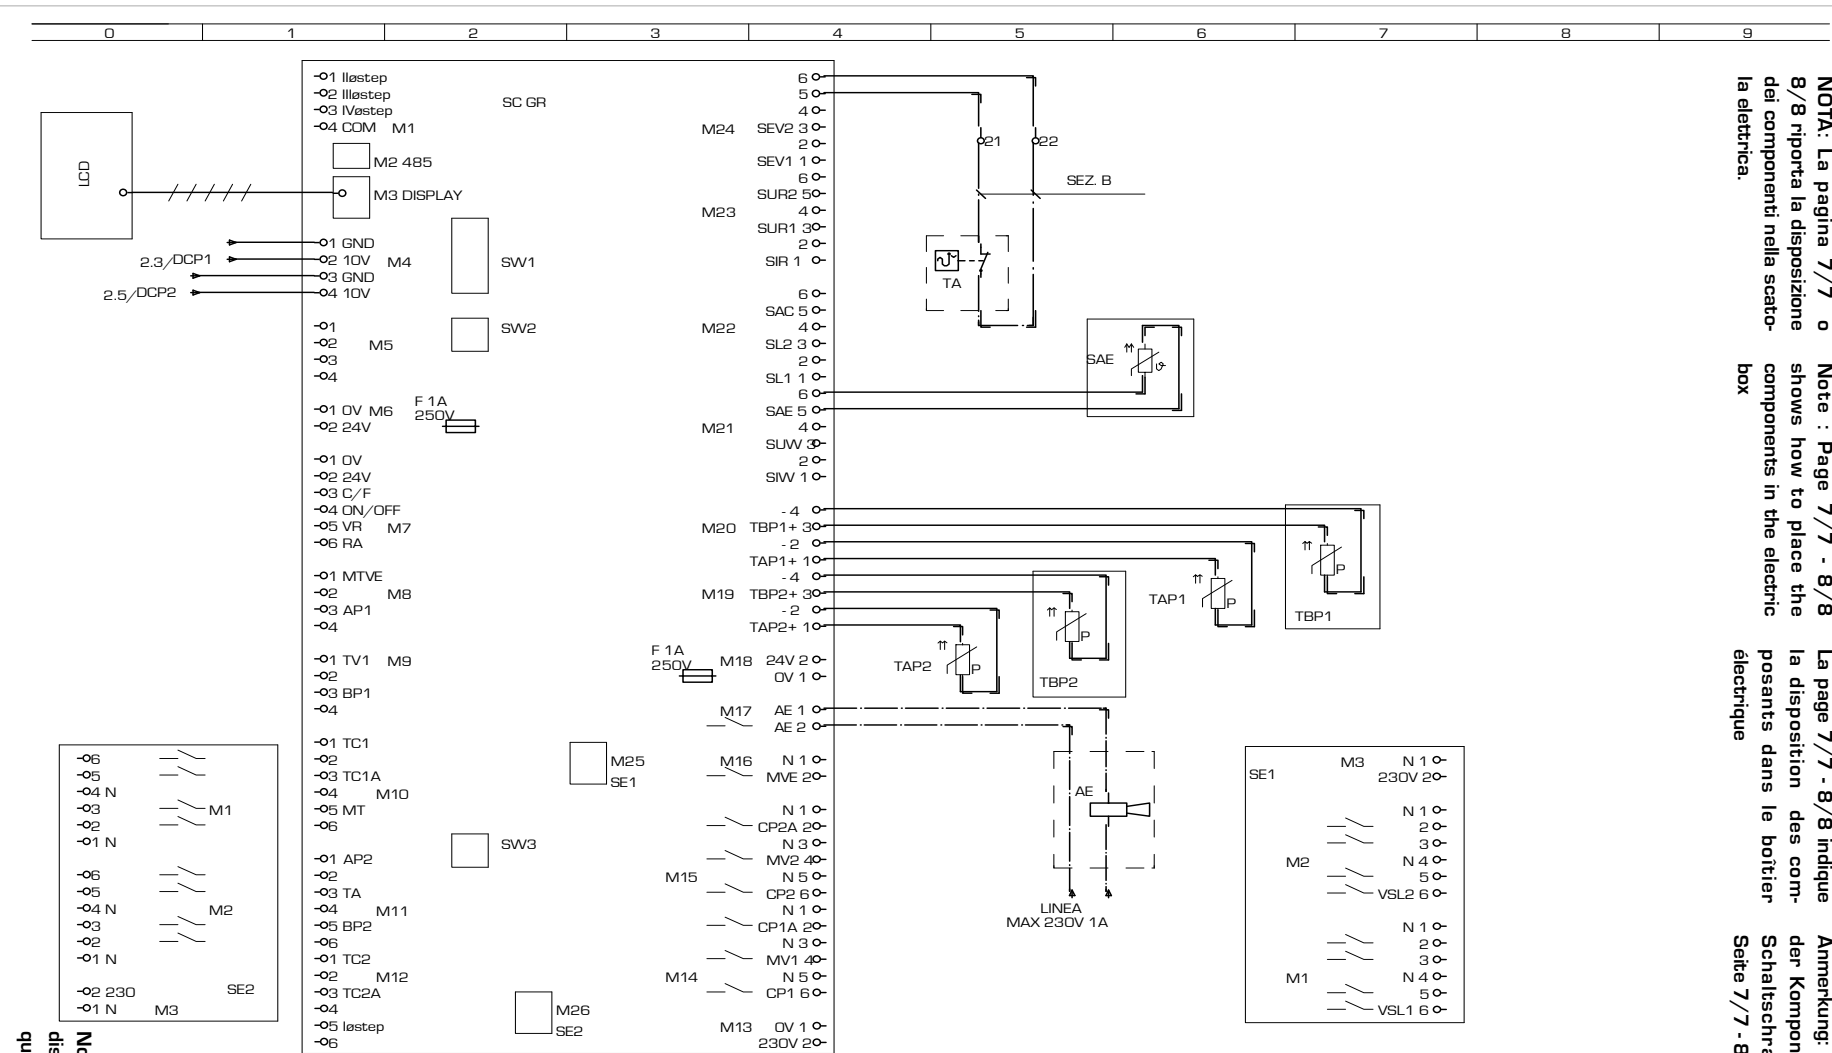 0 1 2 3 4 5 6 7 8 9
LCD
2.3/DCP1
2.5/DCP2
1 IIøstep
2 IIIøstep
3 IVøstep
4 COM M1
SC GR
M2 485
M3 DISPLAY
1 GND
2 10V M4
3 GND
4 10V
SW1
1
2 M5
3
4
SW2
1 0V M6
2 24V
F 1A
250V
1 0V
2 24V
3 C/F
4 ON/OFF
5 VR M7
6 RA
1 MTVE
2 M8
3 AP1
4
1 TV1 M9
2
3 BP1
4
1 TC1
2
3 TC1A
4 M10
5 MT
6
M25
SE1
SW3
1 AP2
2
3 TA
4 M11
5 BP2
6
1 TC2
2 M12
3 TC2A
4
5 Iøstep
6
M26
SE2
6
5
4
M24 SEV2 3
2
SEV1 1
6
SUR2 5
M23 4
SUR1 3
2
SIR 1
6
SAC 5
M22 4
SL2 3
2
SL1 1
6
SAE 5
M21 4
SUW 3
2
SIW 1
- 4
M20 TBP1+ 3
- 2
TAP1+ 1
- 4
M19 TBP2+ 3
- 2
TAP2+ 1
F 1A
250V
M18 24V 2
0V 1
M17 AE 1
AE 2
M16 N 1
MVE 2
N 1
CP2A 2
N 3
MV2 4
M15 N 5
CP2 6
N 1
CP1A 2
N 3
MV1 4
M14 N 5
CP1 6
M13 0V 1
230V 2
21 22
SEZ. B
TA
SAE
ϑ
TBP1
P
TAP1
P
TBP2
P
TAP2
P
AE
LINEA
MAX 230V 1A
6
5
4 N
3 M1
2
1 N
6
5
4 N M2
3
2
1 N
2 230 SE2
1 N M3
SE1 M3 N 1
230V 2
N 1
2
3
M2 N 4
5
VSL2 6
N 1
2
3
M1 N 4
5
VSL1 6
NOTA: La pagina 7/7 o
8/8 riporta la disposizione
dei componenti nella scato-
la elettrica.
Note : Page 7/7 - 8/8
shows how to place the
components in the electric
box
La page 7/7 - 8/8 indique
la disposition des com-
posants dans le boîtier
électrique
Anmerkung:
der Kompon
Schaltschra
Seite 7/7 - 8
No
dis
qu